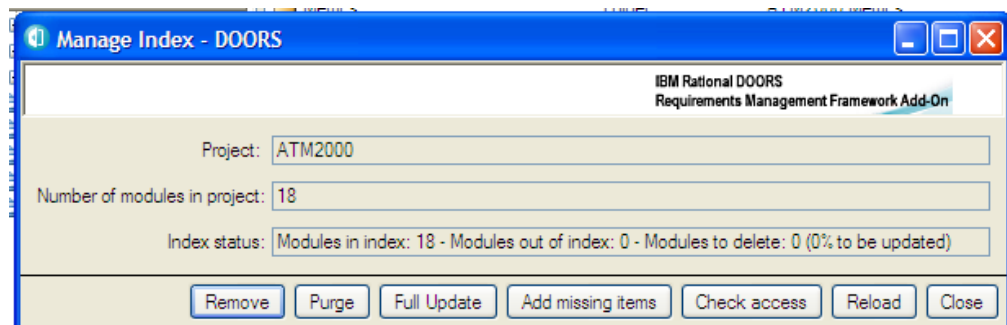 Manage Index - DOORS
IBM Rational DOORS
Requirements Management Framework Add-On
Project: ATM2000
Number of modules in project: 18
Index status: Modules in index: 18 - Modules out of index: 0 - Modules to delete: 0 (0% to be updated)
Remove Purge Full Update Add missing items Check access Reload Close